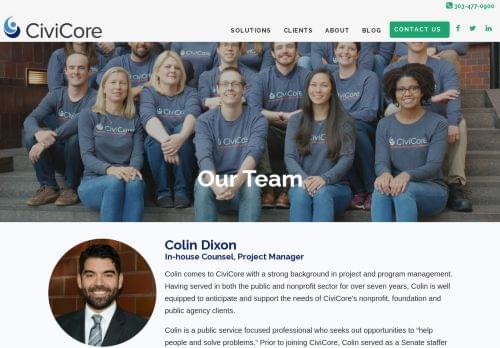 303-477-0900
CiviCore
SOLUTIONS CLIENTS ABOUT BLOG CONTACT US
CiviCore CiviCore CiviCore CiviCore CiviCore
Our Team
Colin Dixon
In-house Counsel, Project Manager
Colin comes to CiviCore with a strong background in project and program management.
Having served in both the public and nonprofit sector for over seven years, Colin is well
equipped to anticipate and support the needs of CiviCore's nonprofit, foundation and
public agency clients.
Colin is a public service focused professional who seeks out opportunities to "help
people and solve problems." Prior to joining CiviCore, Colin served as a Senate staffer